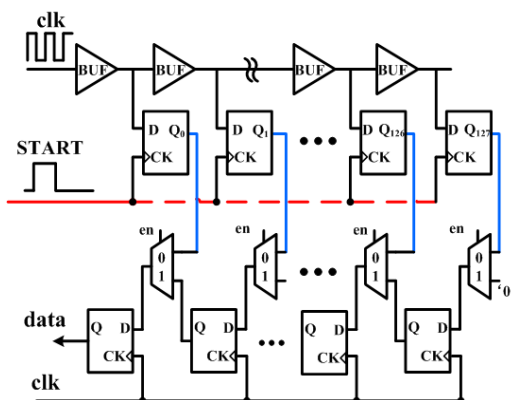 clk
BUF BUF BUF BUF
D Q0 D Q1 D Q126 D Q127
START
CK CK CK CK
en en en en
0 0 0 0
1 1 1 1 ‘0
data
Q D Q D Q D Q D
CK CK CK CK
clk